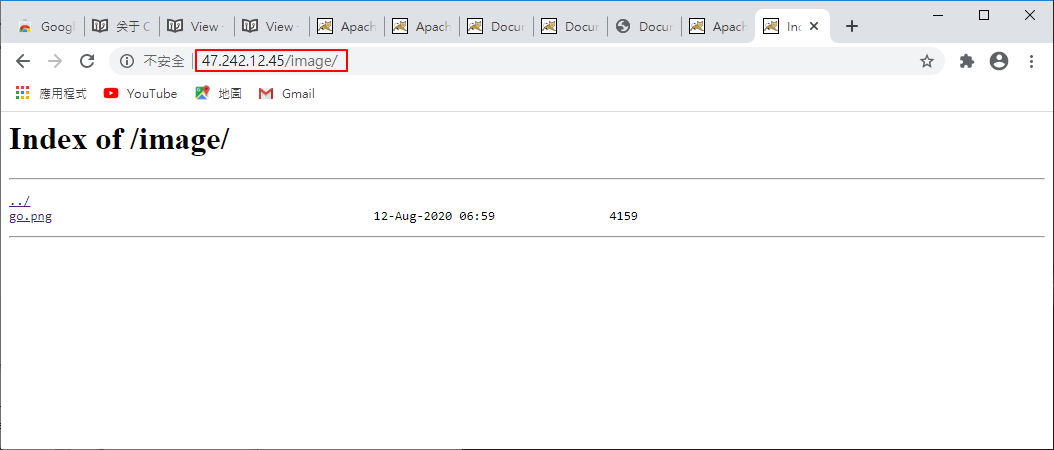 Googl 关于 C View View Apach Apach Docur Docur Docur Apach Inc
不安全 47.242.12.45/image/
應用程式 YouTube 地圖 Gmail
Index of /image/
../
go.png 12-Aug-2020 06:59 4159